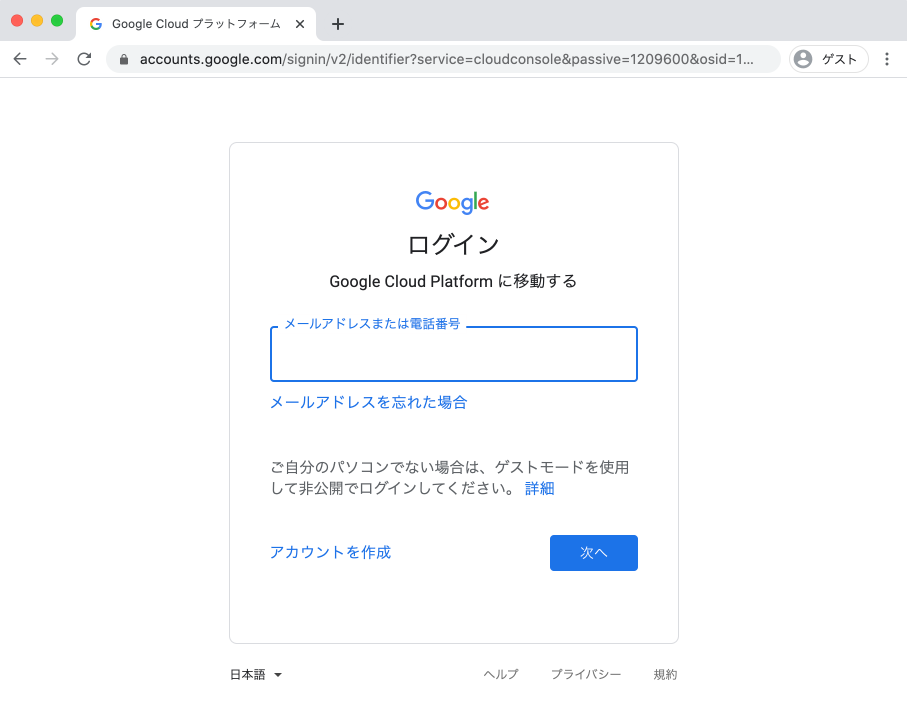 Google Cloud プラットフォーム
accounts.google.com/signin/v2/identifier?service=cloudconsole&passive=1209600&osid=1...
ゲスト
Google
ログイン
Google Cloud Platform に移動する
メールアドレスまたは電話番号
メールアドレスを忘れた場合
ご自分のパソコンでない場合は、ゲストモードを使用
して非公開でログインしてください。 詳細
アカウントを作成
次へ
日本語
ヘルプ
プライバシー
規約